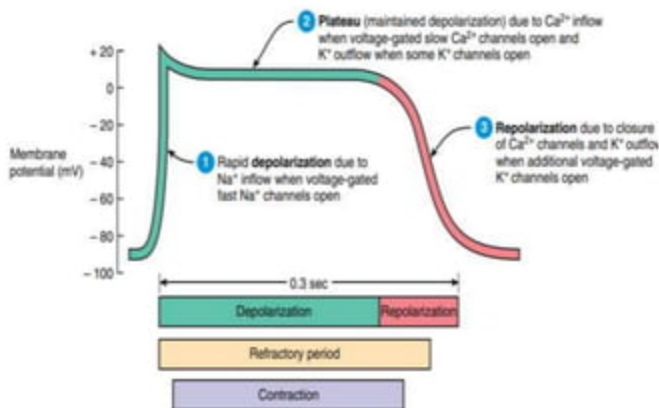 2 Plateau (maintained depolarization) due to Ca²⁺ inflow
when voltage-gated slow Ca²⁺ channels open and
K⁺ outflow when some K⁺ channels open
+ 20
0
– 20
– 40
– 60
– 80
– 100
Membrane
potential (mV)
1 Rapid depolarization due to
Na⁺ inflow when voltage-gated
fast Na⁺ channels open
3 Repolarization due to closure
of Ca²⁺ channels and K⁺ outflow
when additional voltage-gated
K⁺ channels open
0.3 sec
Depolarization
Repolarization
Refractory period
Contraction